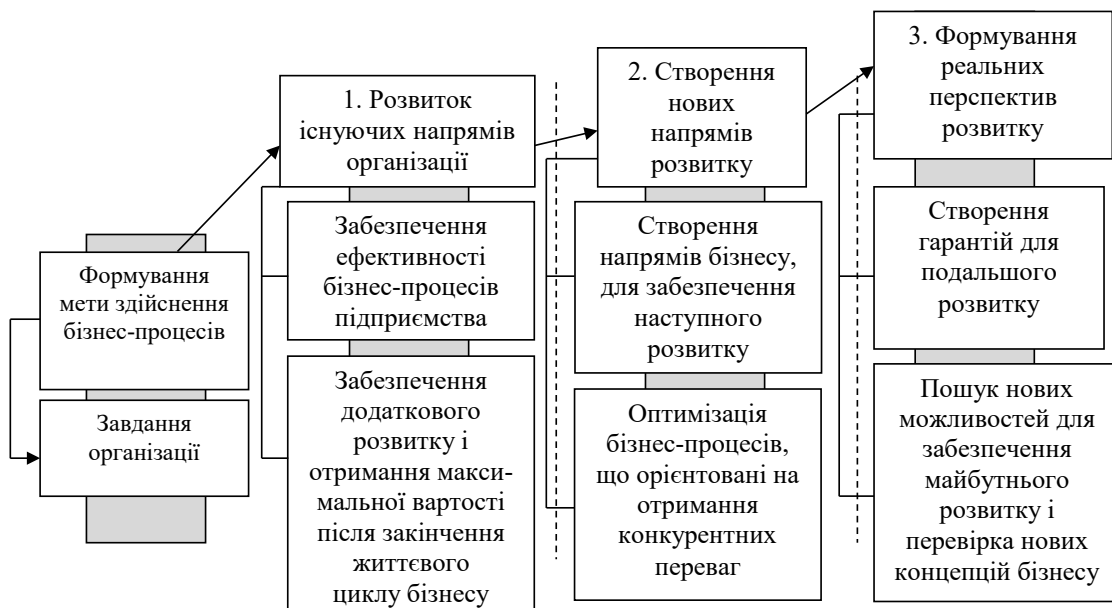 Формування
мети здійснення
бізнес-процесів
Завдання
організації
1. Розвиток
існуючих напрямів
організації
Забезпечення
ефективності
бізнес-процесів
підприємства
Забезпечення
додаткового
розвитку і
отримання макси-
мальної вартості
після закінчення
життєвого
циклу бізнесу
2. Створення
нових
напрямів
розвитку
Створення
напрямів бізнесу,
для забезпечення
наступного
розвитку
Оптимізація
бізнес-процесів,
що орієнтовані на
отримання
конкурентних
переваг
3. Формування
реальних
перспектив
розвитку
Створення
гарантій для
подальшого
розвитку
Пошук нових
можливостей для
забезпечення
майбутнього
розвитку і
перевірка нових
концепцій бізнесу